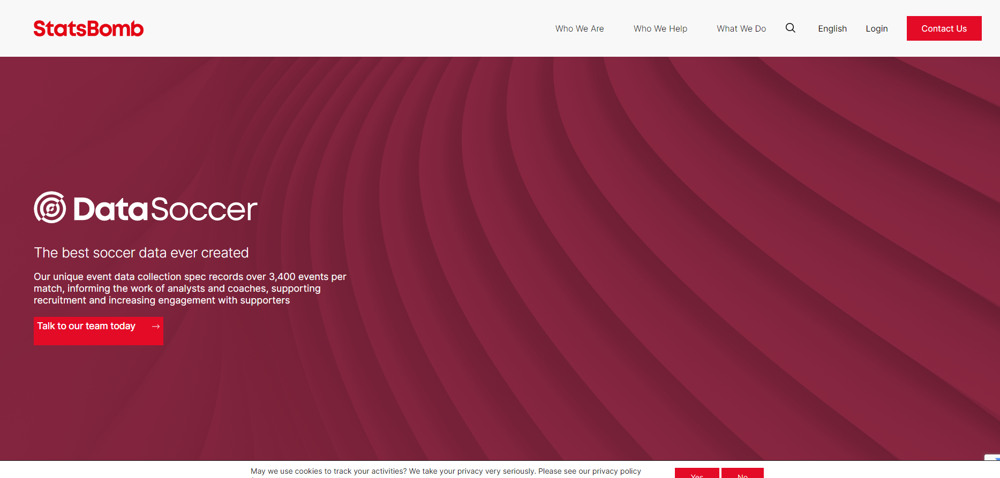 StatsBomb
Who We Are
Who We Help
What We Do
English
Login
Contact Us
DataSoccer
The best soccer data ever created
Our unique event data collection spec records over 3,400 events per
match, informing the work of analysts and coaches, supporting
recruitment and increasing engagement with supporters
Talk to our team today →
May we use cookies to track your activities? We take your privacy very seriously. Please see our privacy policy
Yes
No